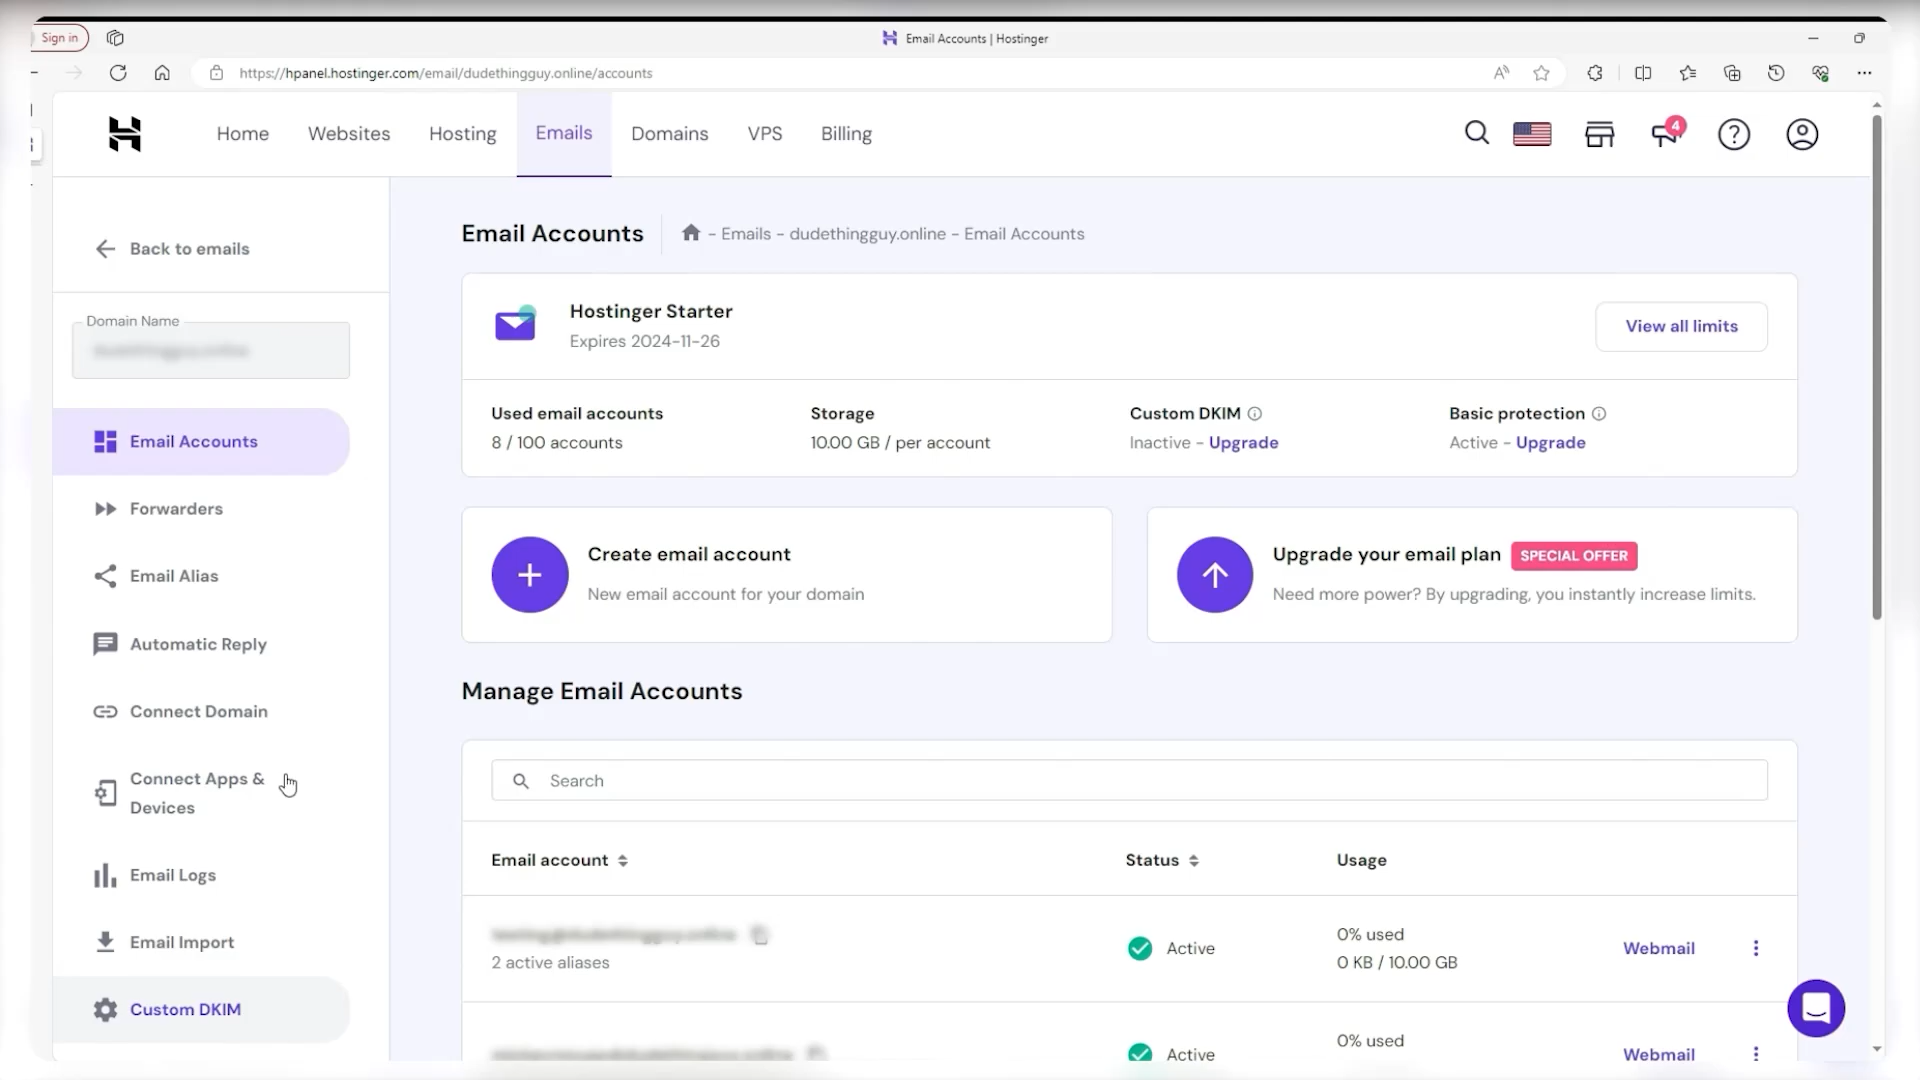 Sign in
Email Accounts | Hostinger
https://hpanel.hostinger.com/email/dudethingguy.online/accounts
Home Websites Hosting Emails Domains VPS Billing
4
Back to emails
Email Accounts
- Emails - dudethingguy.online - Email Accounts
Domain Name
Hostinger Starter
Expires 2024-11-26
View all limits
Used email accounts
8 / 100 accounts
Storage
10.00 GB / per account
Custom DKIM
Inactive - Upgrade
Basic protection
Active - Upgrade
Email Accounts
Forwarders
Email Alias
Automatic Reply
Connect Domain
Connect Apps &
Devices
Email Logs
Email Import
Custom DKIM
Create email account
New email account for your domain
Upgrade your email plan SPECIAL OFFER
Need more power? By upgrading, you instantly increase limits.
Manage Email Accounts
Search
Email account Status Usage
2 active aliases
Active
0% used
0 KB / 10.00 GB
Webmail
Active
0% used
Webmail